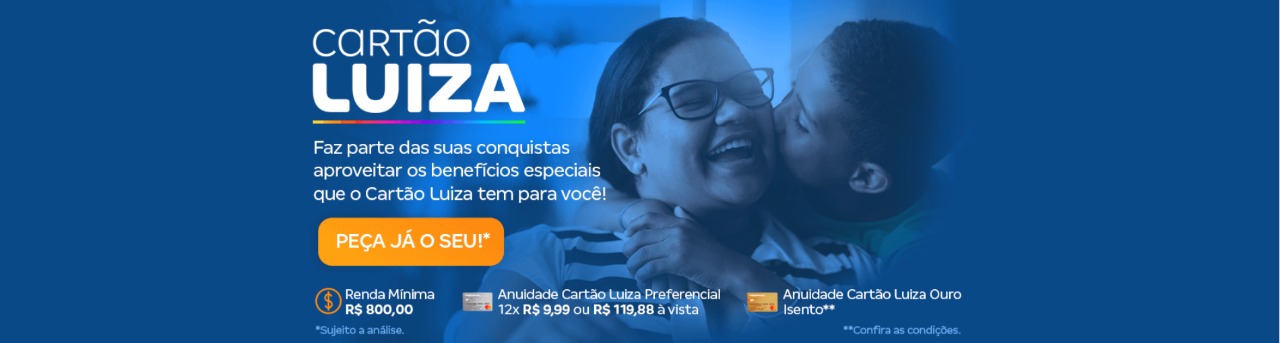 CARTÃO
LUIZA
Faz parte das suas conquistas
aproveitar os benefícios especiais
que o Cartão Luiza tem para você!
PEÇA JÁ O SEU!*
Renda Mínima
R$ 800,00
*Sujeito a análise.
Anuidade Cartão Luiza Preferencial
12x R$ 9,99 ou R$ 119,88 à vista
Anuidade Cartão Luiza Ouro
Isento**
**Confira as condições.